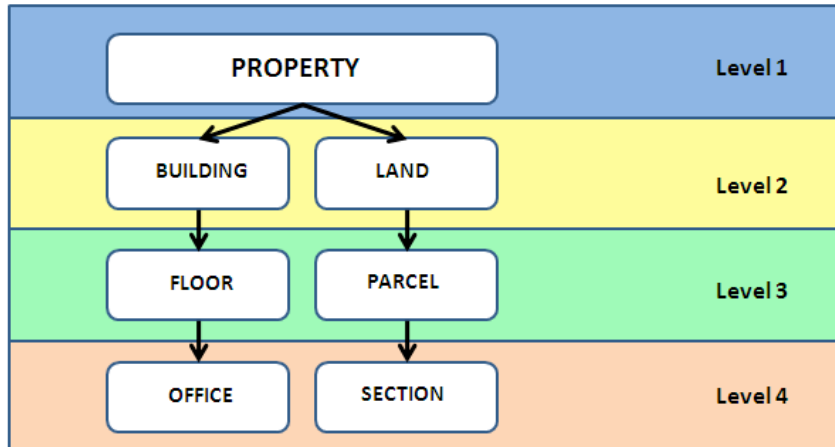 PROPERTY
Level 1
BUILDING
LAND
Level 2
FLOOR
PARCEL
Level 3
OFFICE
SECTION
Level 4